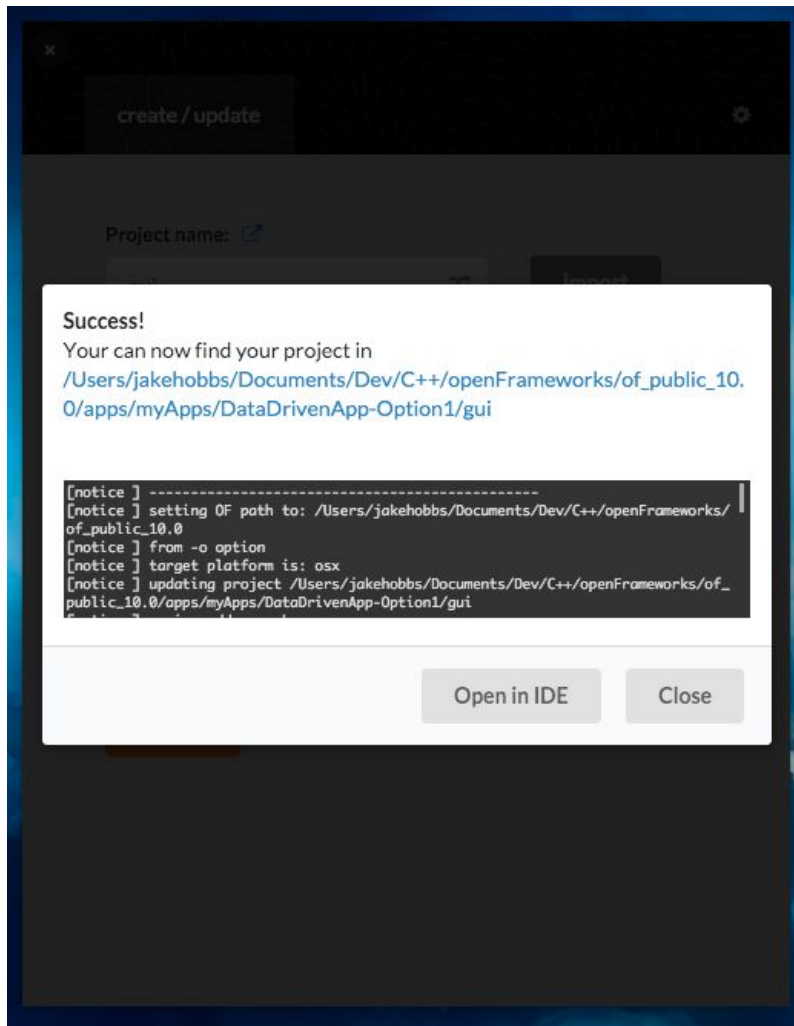 create / update
Project name:
import
Success!
Your can now find your project in
/Users/jakehobbs/Documents/Dev/C++/openFrameworks/of_public_10.
0/apps/myApps/DataDrivenApp-Option1/gui
[notice ] -----------------------------------------------
[notice ] setting OF path to: /Users/jakehobbs/Documents/Dev/C++/openFrameworks/
of_public_10.0
[notice ] from -o option
[notice ] target platform is: osx
[notice ] updating project /Users/jakehobbs/Documents/Dev/C++/openFrameworks/of_
public_10.0/apps/myApps/DataDrivenApp-Option1/gui
Open in IDE
Close